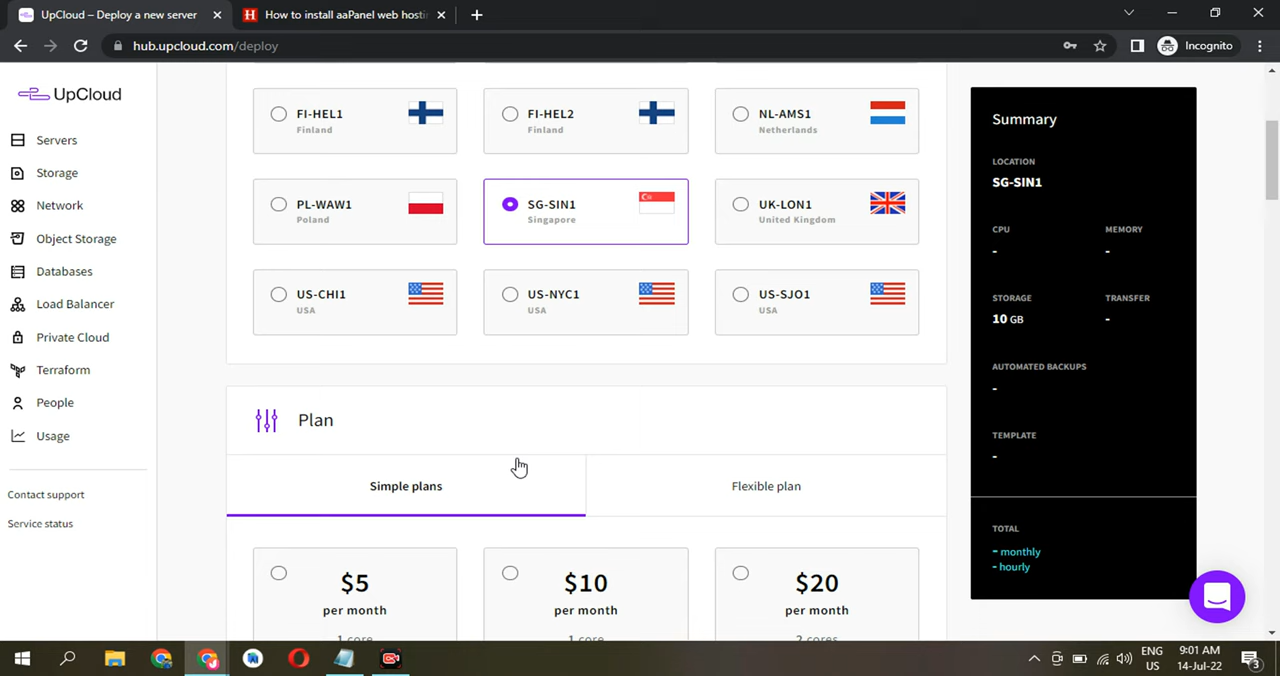 UpCloud – Deploy a new server
How to install aaPanel web hosti
hub.upcloud.com/deploy
Incognito
UpCloud
Servers
Storage
Network
Object Storage
Databases
Load Balancer
Private Cloud
Terraform
People
Usage
Contact support
Service status
FI-HEL1
Finland
FI-HEL2
Finland
NL-AMS1
Netherlands
PL-WAW1
Poland
SG-SIN1
Singapore
UK-LON1
United Kingdom
US-CHI1
USA
US-NYC1
USA
US-SJO1
USA
Plan
Simple plans
Flexible plan
$5
per month
1 core
$10
per month
1 core
$20
per month
2 cores
Summary
LOCATION
SG-SIN1
CPU
-
MEMORY
-
STORAGE
10 GB
TRANSFER
-
AUTOMATED BACKUPS
-
TEMPLATE
-
TOTAL
- monthly
- hourly
ENG
US
9:01 AM
14-Jul-22
3